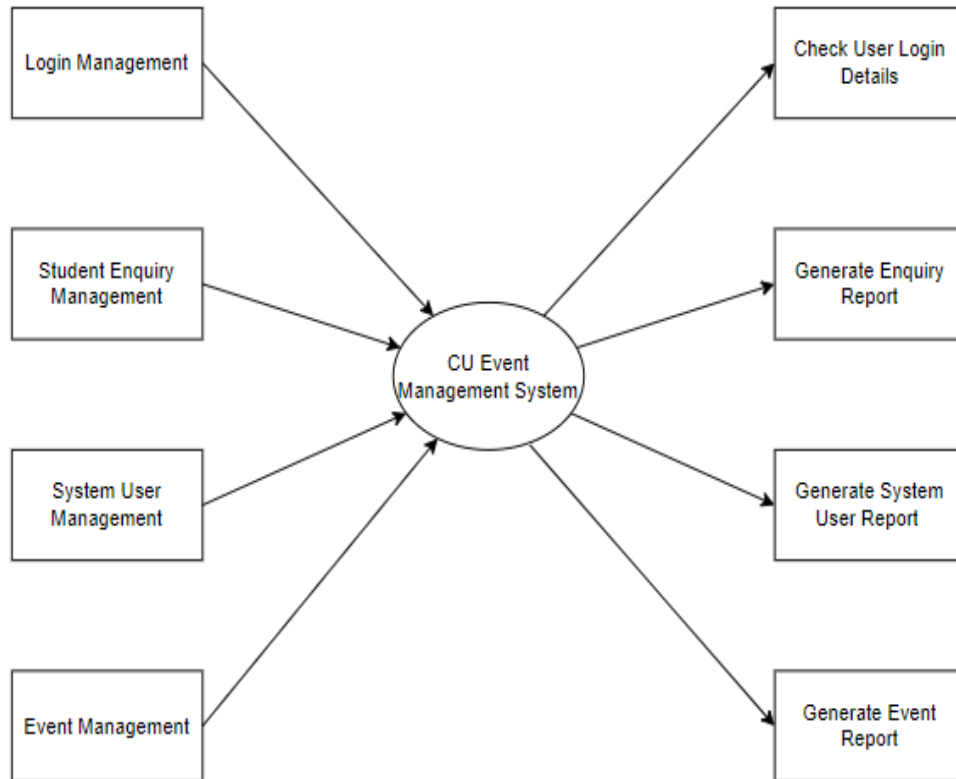 Login Management
Check User Login
Details
Student Enquiry
Management
Generate Enquiry
Report
CU Event
Management System
System User
Management
Generate System
User Report
Event Management
Generate Event
Report